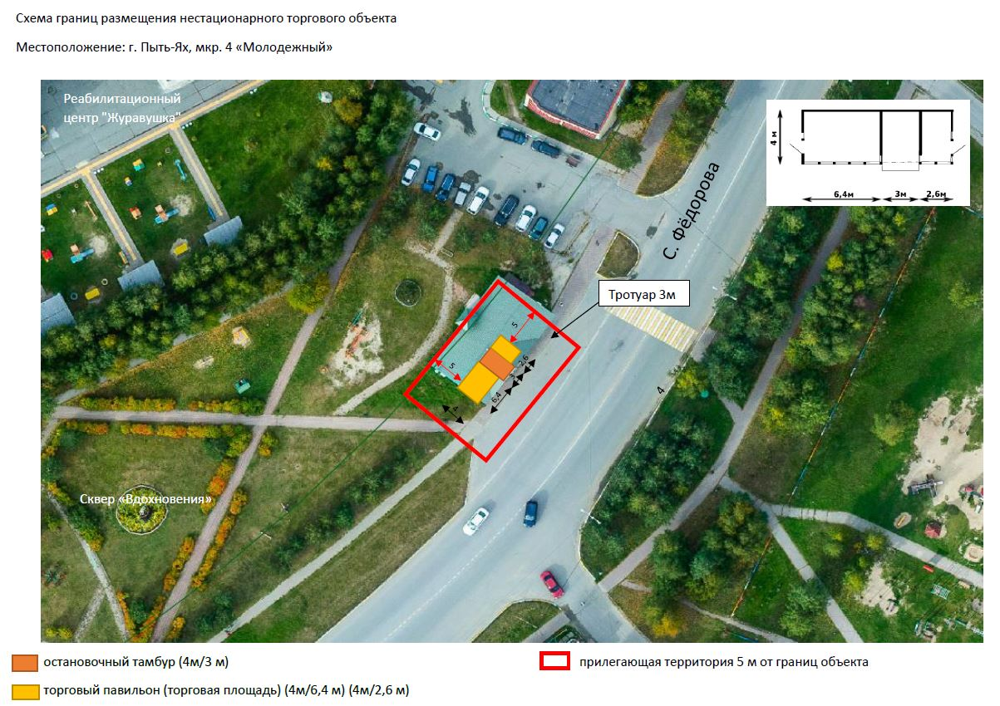 Схема границ размещения нестационарного торгового объекта
Местоположение: г. Пыть-Ях, мкр. 4 «Молодежный»
Реабилитационный
центр "Журавушка"
4 м
6,4м 3м 2,6м
С. Фёдорова
Тротуар 3м
5
5
2,6
3
6,4
4
4
Сквер «Вдохновения»
остановочный тамбур (4м/3 м)
прилегающая территория 5 м от границ объекта
торговый павильон (торговая площадь) (4м/6,4 м) (4м/2,6 м)